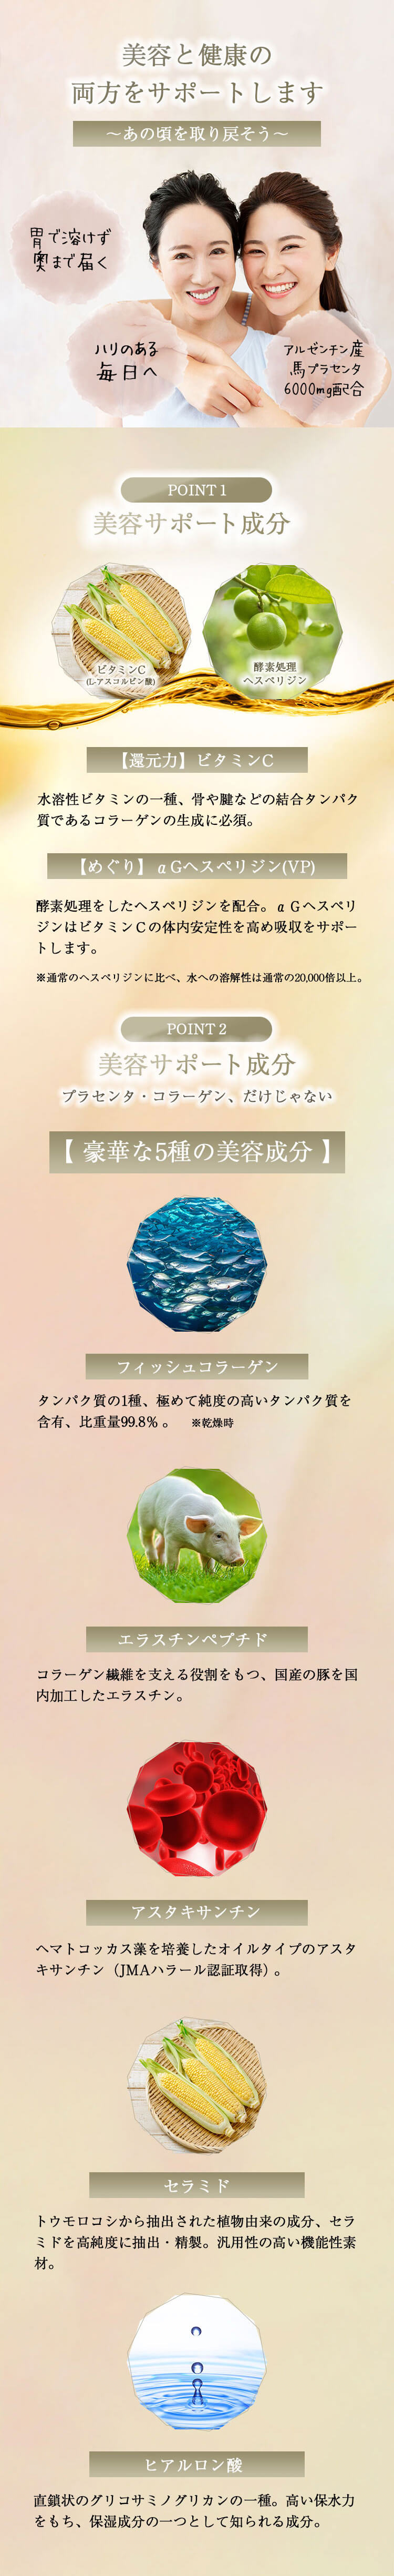 美容と健康の
両方をサポートします
～あの頃を取り戻そう～
胃で溶けず
奥まで届く
ハリのある
毎日へ
アルゼンチン産
馬プラセンタ
6000mg配合
POINT 1
美容サポート成分
ビタミンC
(L-アスコルビン酸)
酵素処理
ヘスペリジン
【還元力】ビタミンC
水溶性ビタミンの一種、骨や腱などの結合タンパク
質であるコラーゲンの生成に必須。
【めぐり】αGヘスペリジン(VP)
酵素処理をしたヘスペリジンを配合。αGヘスペリ
ジンはビタミンCの体内安定性を高め吸収をサポー
トします。
※通常のヘスペリジンに比べ、水への溶解性は通常の20,000倍以上。
POINT 2
美容サポート成分
プラセンタ・コラーゲン、だけじゃない
【 豪華な5種の美容成分 】
フィッシュコラーゲン
タンパク質の1種、極めて純度の高いタンパク質を
含有、比重量99.8%。 ※乾燥時
エラスチンペプチド
コラーゲン繊維を支える役割をもつ、国産の豚を国
内加工したエラスチン。
アスタキサンチン
ヘマトコッカス藻を培養したオイルタイプのアスタ
キサンチン（JMAハラール認証取得）。
セラミド
トウモロコシから抽出された植物由来の成分、セラ
ミドを高純度に抽出・精製。汎用性の高い機能性素
材。
ヒアルロン酸
直鎖状のグリコサミノグリカンの一種。高い保水力
をもち、保湿成分の一つとして知られる成分。